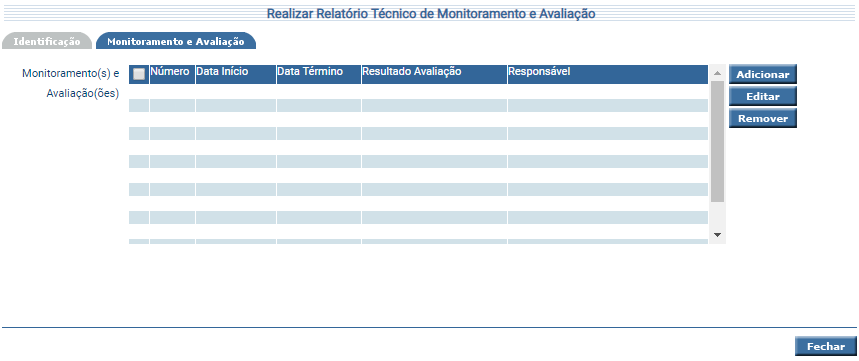 Realizar Relatório Técnico de Monitoramento e Avaliação
Identificação Monitoramento e Avaliação
Monitoramento(s) e Avaliação(ões)
Número Data Início Data Término Resultado Avaliação Responsável
Adicionar
Editar
Remover
Fechar